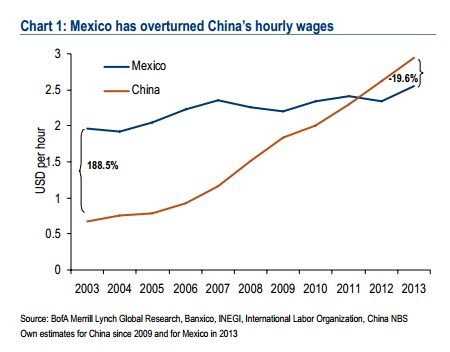 Chart 1: Mexico has overturned China's hourly wages
3
2.5
2
1.5
1
0.5
0
USD per hour
Mexico
China
188.5%
-19.6%
2003 2004 2005 2006 2007 2008 2009 2010 2011 2012 2013
Source: BofA Merrill Lynch Global Research, Banxico, INEGI, International Labor Organization, China NBS
Own estimates for China since 2009 and for Mexico in 2013